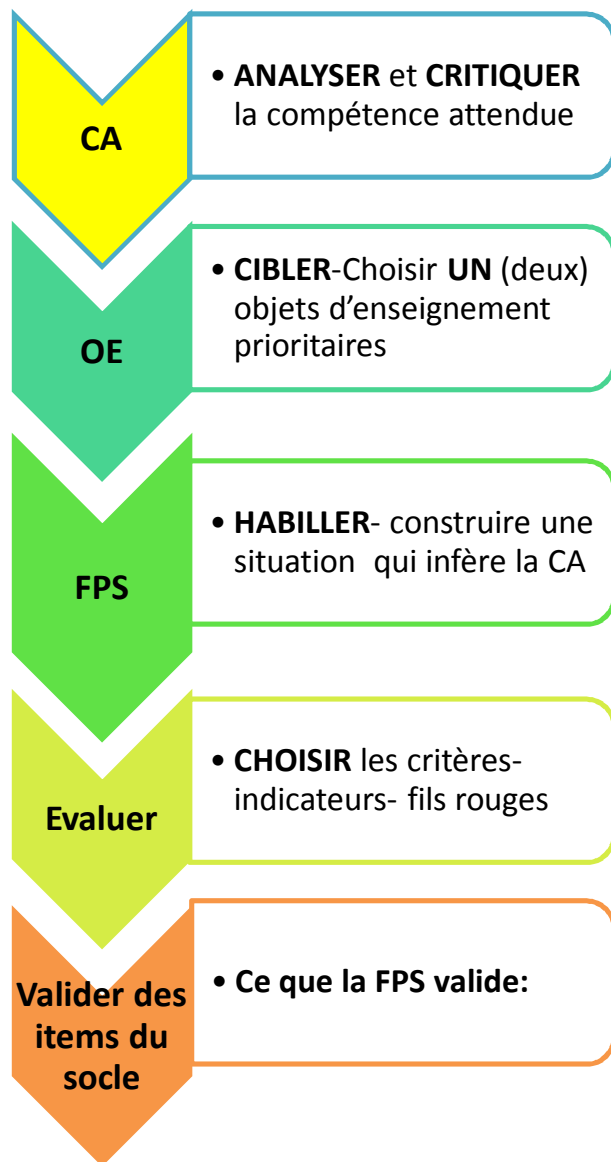 CA
• ANALYSER et CRITIQUER
la compétence attendue
OE
• CIBLER-Choisir UN (deux)
objets d’enseignement
prioritaires
FPS
• HABILLER- construire une
situation qui infère la CA
Evaluer
• CHOISIR les critères-
indicateurs- fils rouges
Valider des
items du
socle
• Ce que la FPS valide: